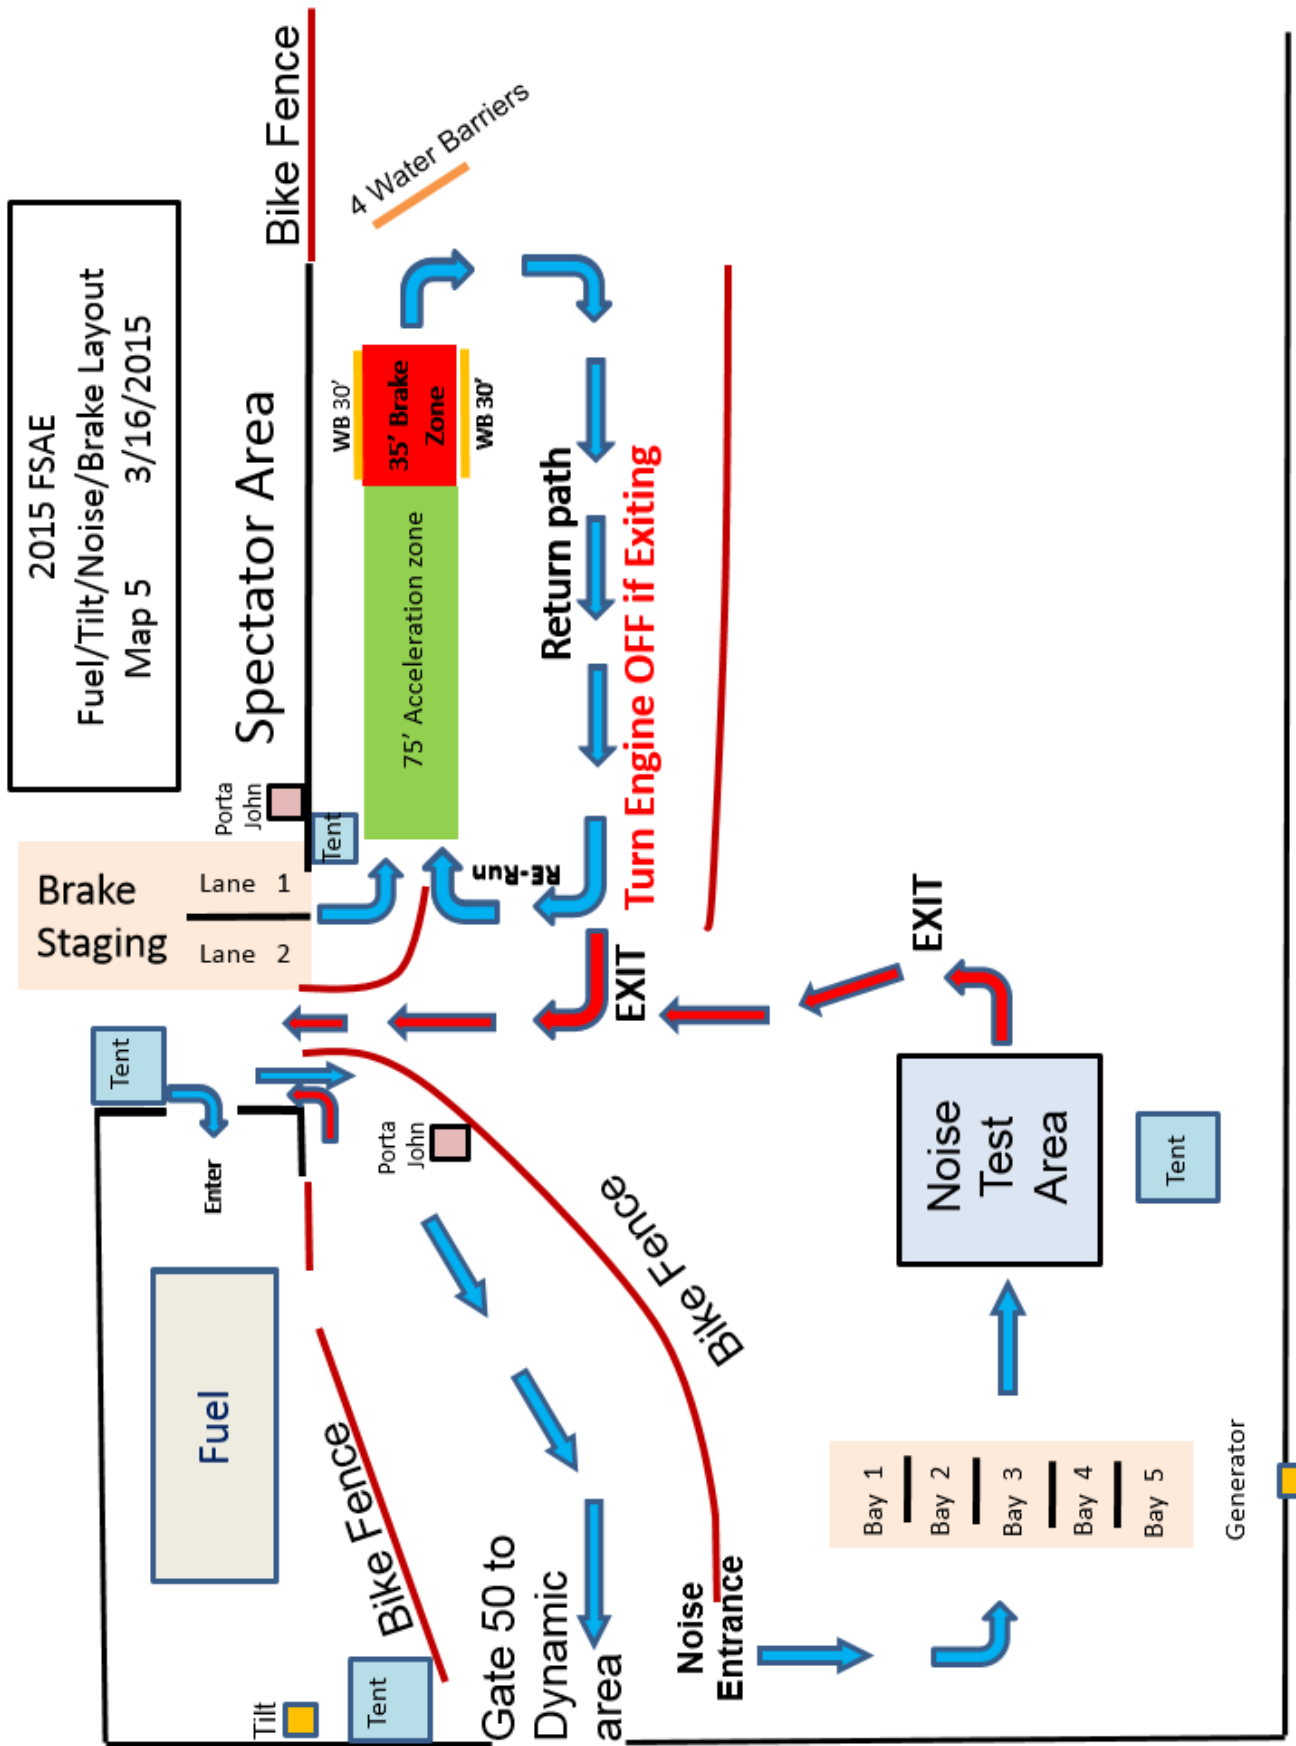 2015 FSAE
Fuel/Tilt/Noise/Brake Layout
Map 5 3/16/2015
Bike Fence
Spectator Area
4 Water Barriers
WB 30’
35’ Brake
Zone
WB 30’
75’ Acceleration zone
Return path
Turn Engine OFF if Exiting
Porta
John
Tent
Brake
Staging
Lane 1
Lane 2
RE-Run
EXIT
EXIT
Tent
Enter
Porta
John
Fuel
Bike Fence
Bike Fence
Noise
Test
Area
Tent
Tilt
Tent
Gate 50 to
Dynamic
area
Noise
Entrance
Bay 1
Bay 2
Bay 3
Bay 4
Bay 5
Generator